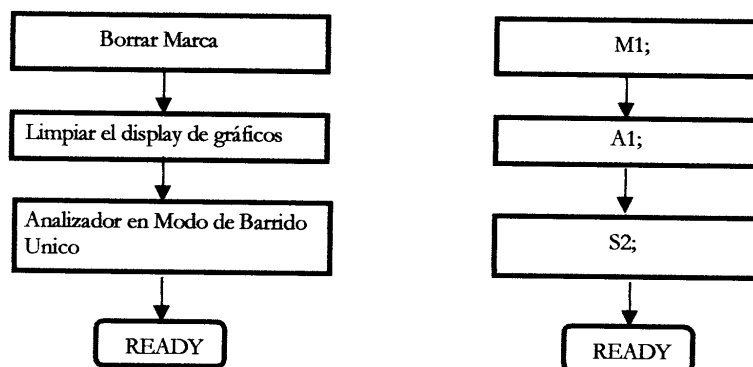 Borrar Marca
Limpiar el display de gráficos
Analizador en Modo de Barrido
Unico
READY
M1;
A1;
S2;
READY